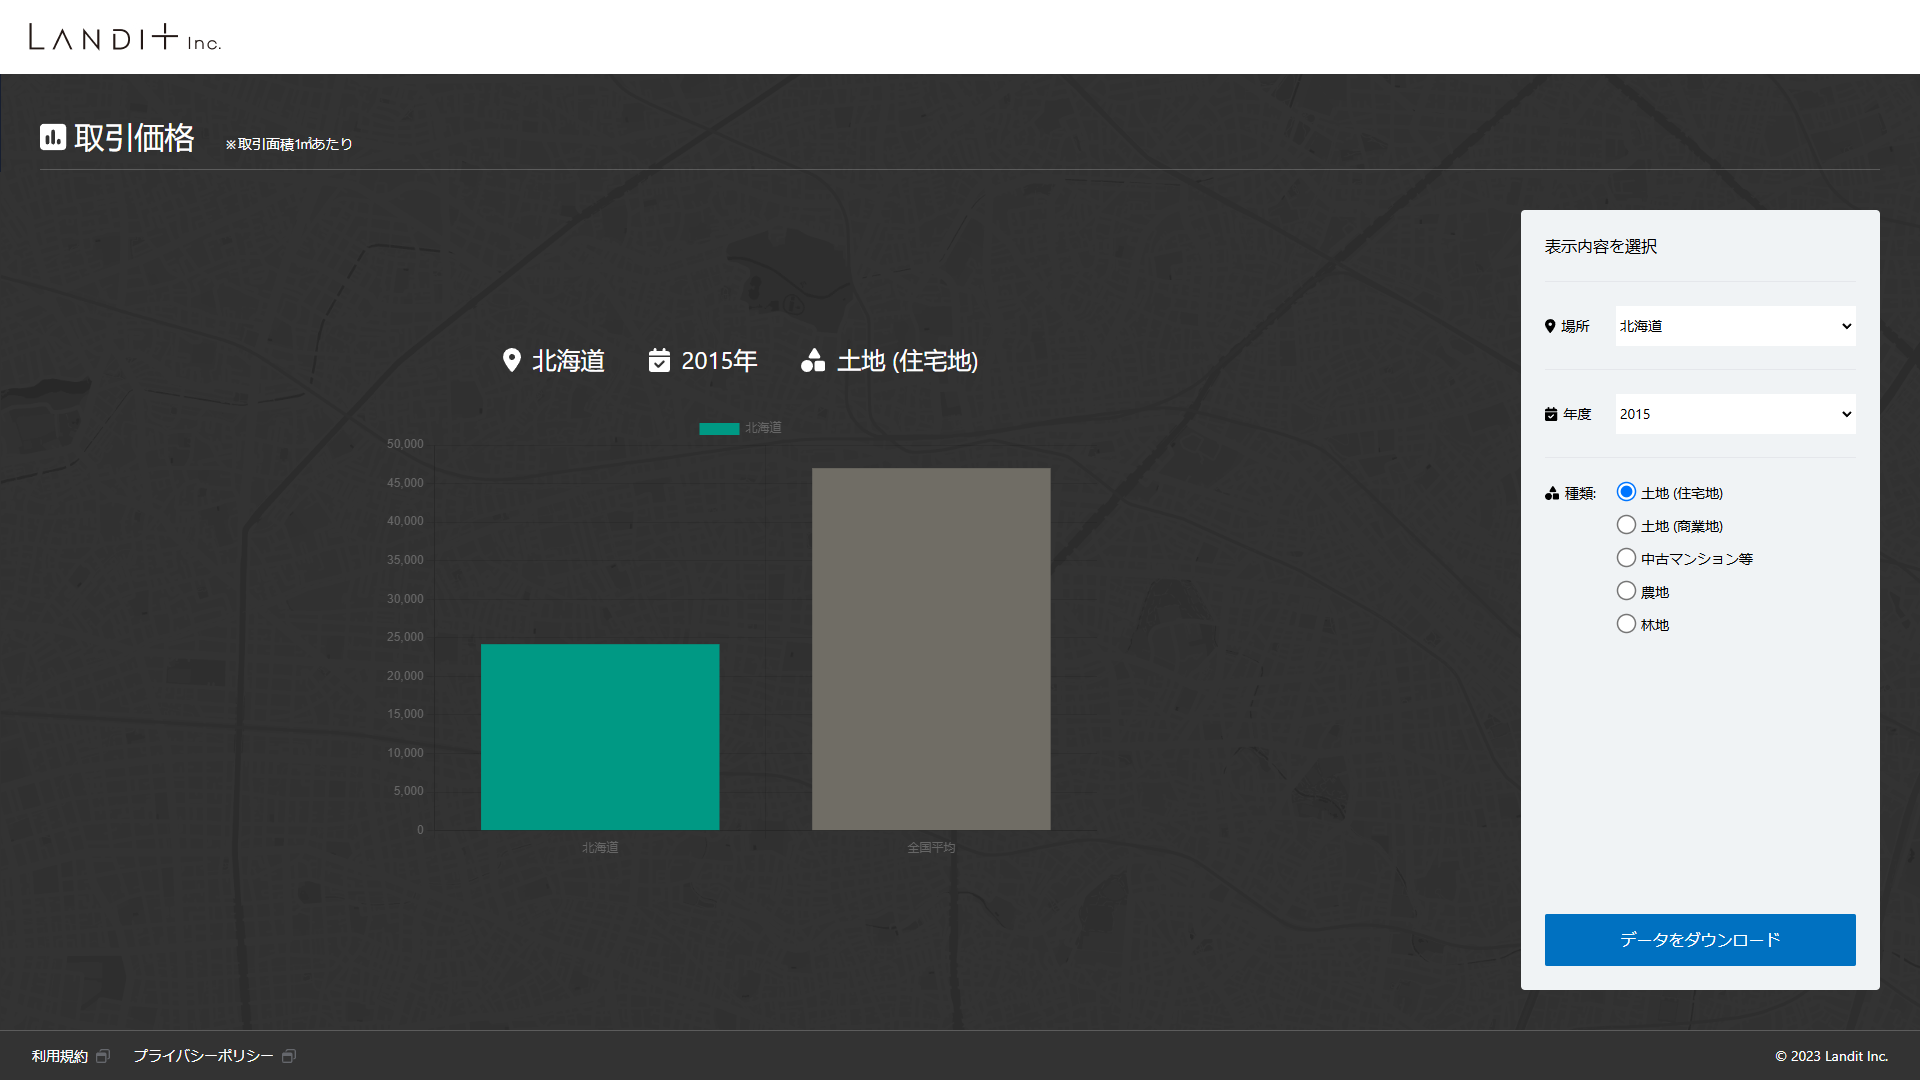 LANDIT Inc.
取引価格 ※取引面積1㎡あたり
北海道 2015年 土地 (住宅地)
北海道
50,000
45,000
40,000
35,000
30,000
25,000
20,000
15,000
10,000
5,000
0
北海道 全国平均
表示内容を選択
場所 北海道
年度 2015
種類: 土地 (住宅地)
土地 (商業地)
中古マンション等
農地
林地
データをダウンロード
利用規約 プライバシーポリシー © 2023 Landit Inc.